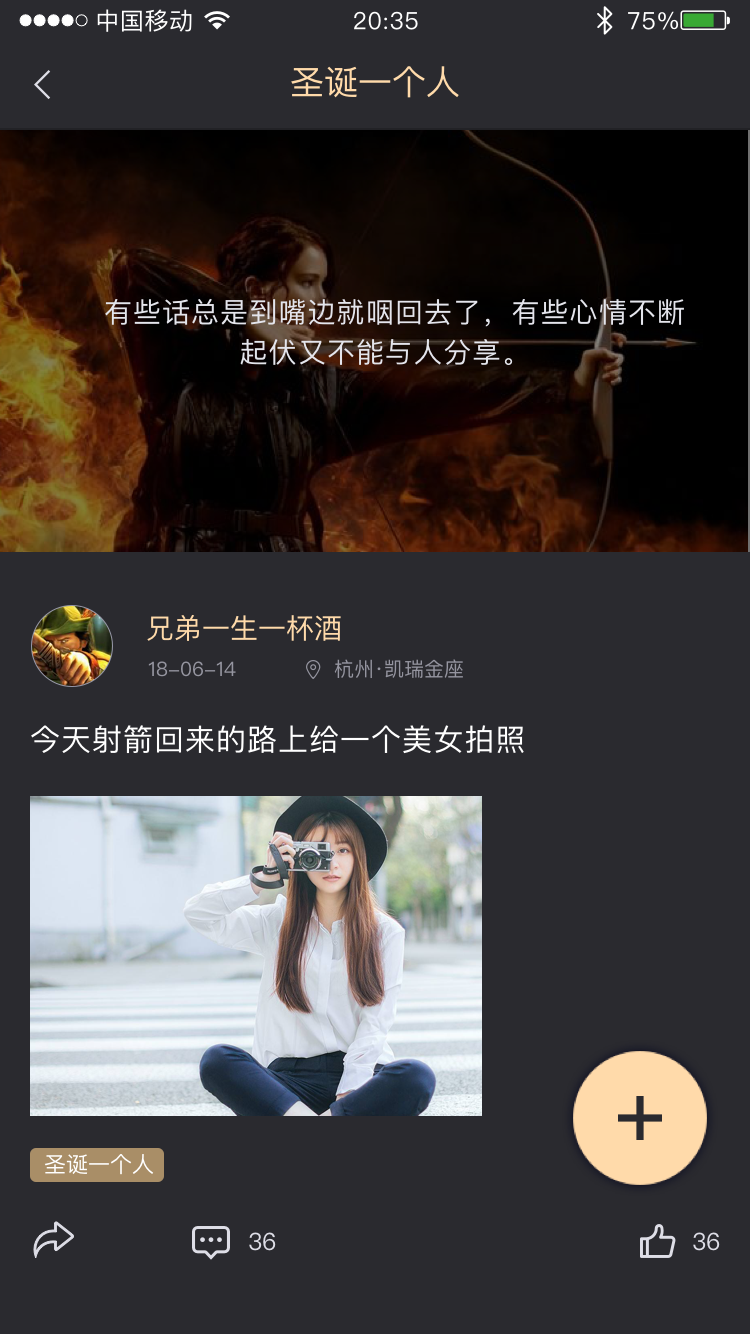 中国移动
20:35
75%
圣诞一个人
有些话总是到嘴边就咽回去了，有些心情不断
起伏又不能与人分享。
兄弟一生一杯酒
18-06-14
杭州·凯瑞金座
今天射箭回来的路上给一个美女拍照
圣诞一个人
36
36